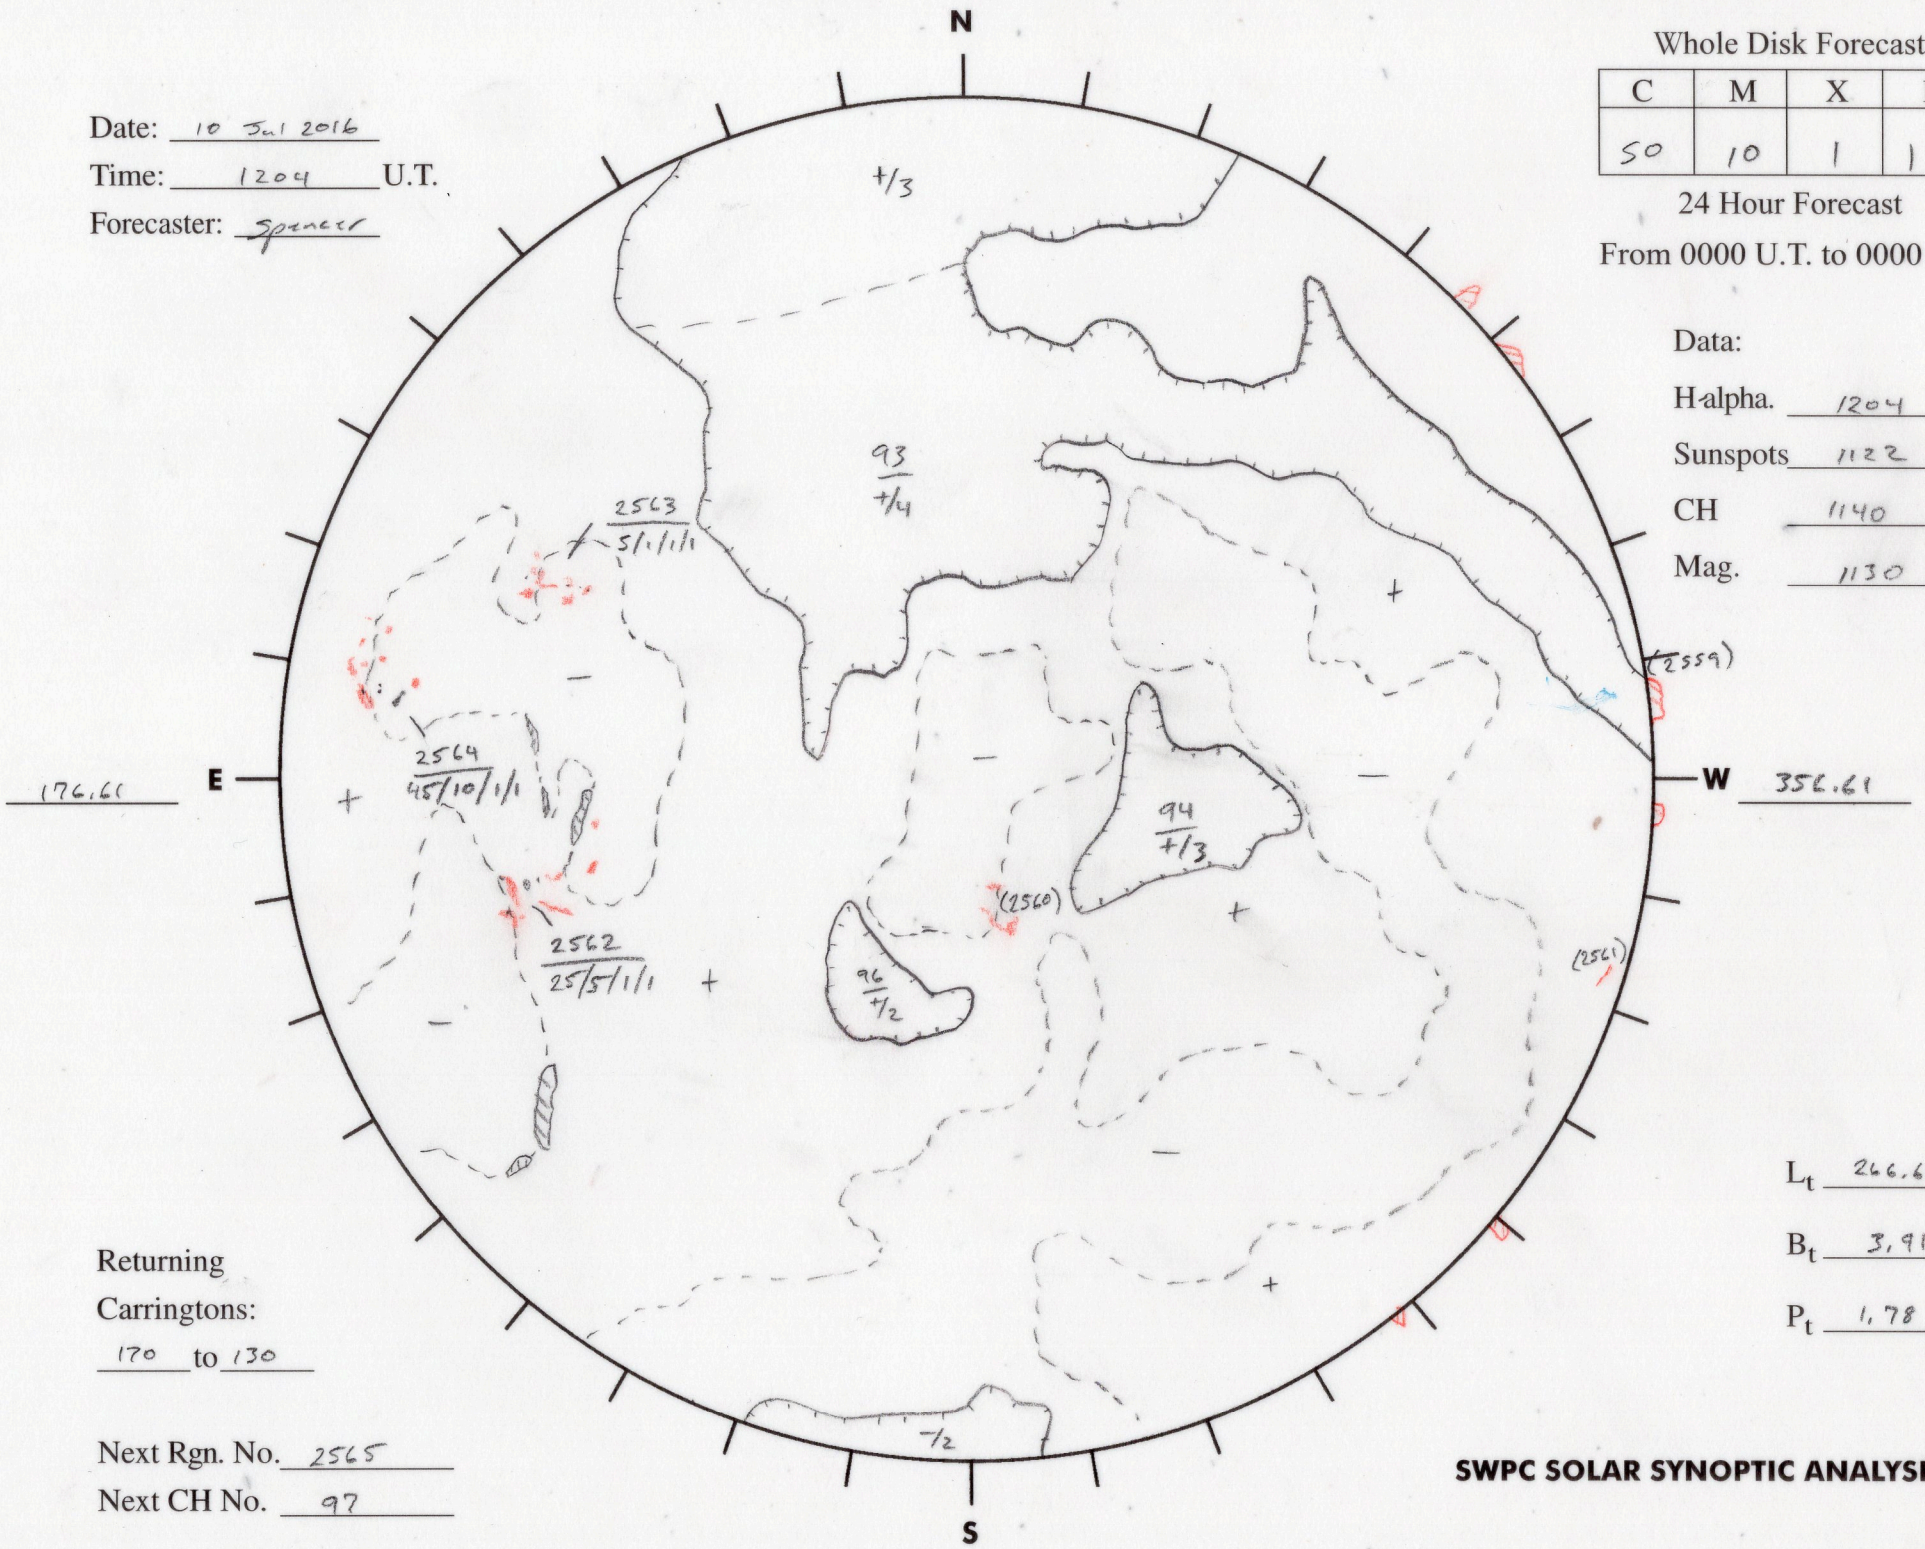 N
Whole Disk Forecast
C M X
50 10 1 1
24 Hour Forecast
From 0000 U.T. to 0000
Date: 10 Jul 2016
Time: 1204 U.T.
Forecaster: Spencer
+/3
Data:
H-alpha. 1204
Sunspots 1122
CH 1140
Mag. 1130
93
+/4
2563
5/1/1/1
+
(2559)
−
2564
45/10/1/1
−
−
E
176.61
+
W
356.61
94
+/3
(2560)
+
2562
25/5/1/1
+
96
+/2
(2561)
−
−
Lt 266.6
Bt 3.91
Pt 1.78
Returning
Carringtons:
170 to 130
+
-/2
Next Rgn. No. 2565
Next CH No. 97
SWPC SOLAR SYNOPTIC ANALYSI
S